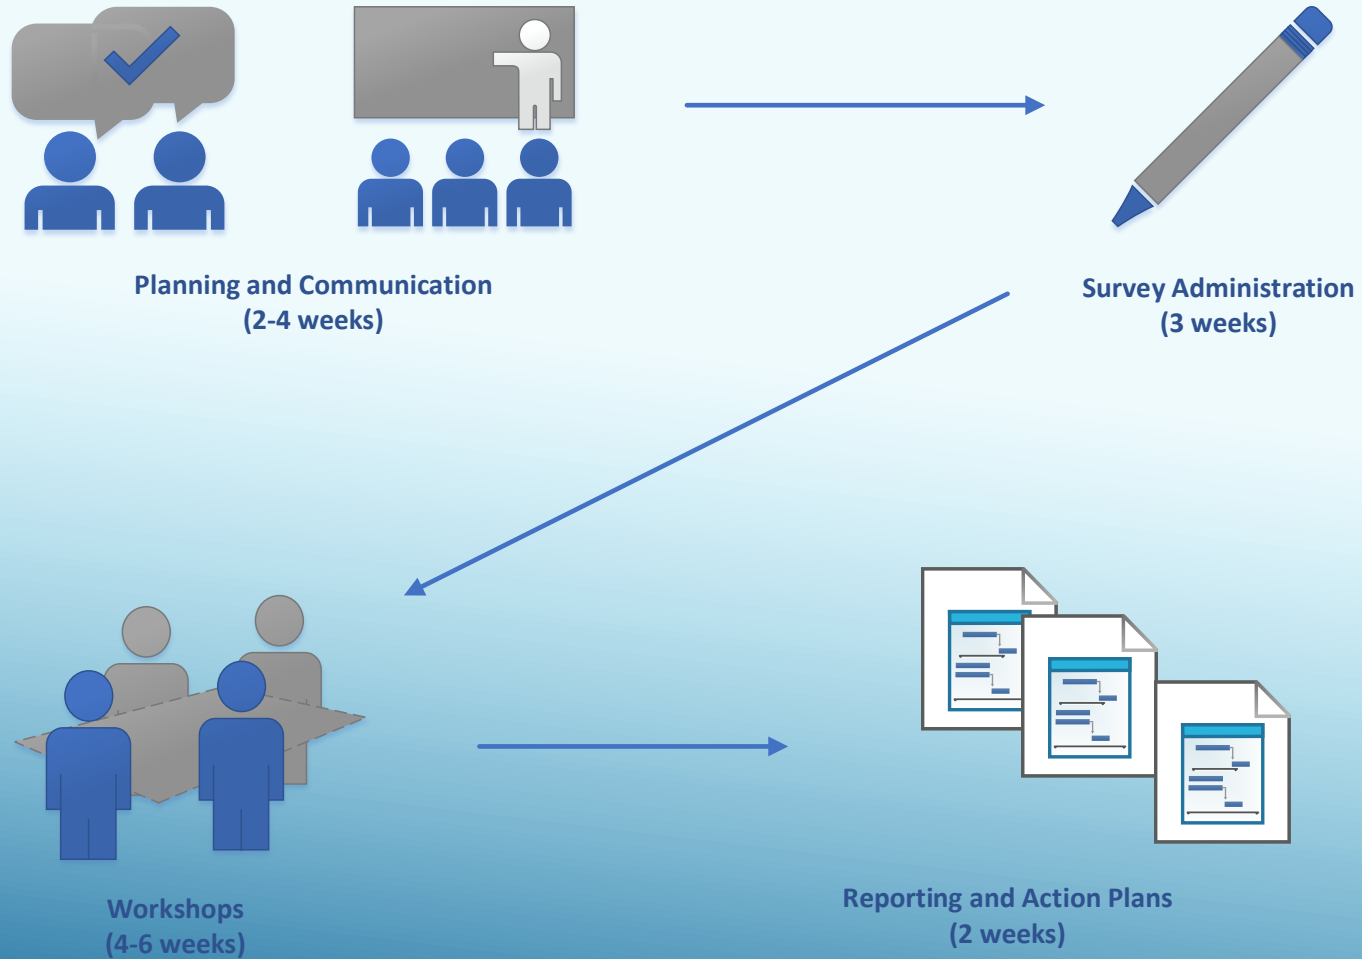 Planning and Communication
(2-4 weeks)
Survey Administration
(3 weeks)
Workshops
(4-6 weeks)
Reporting and Action Plans
(2 weeks)